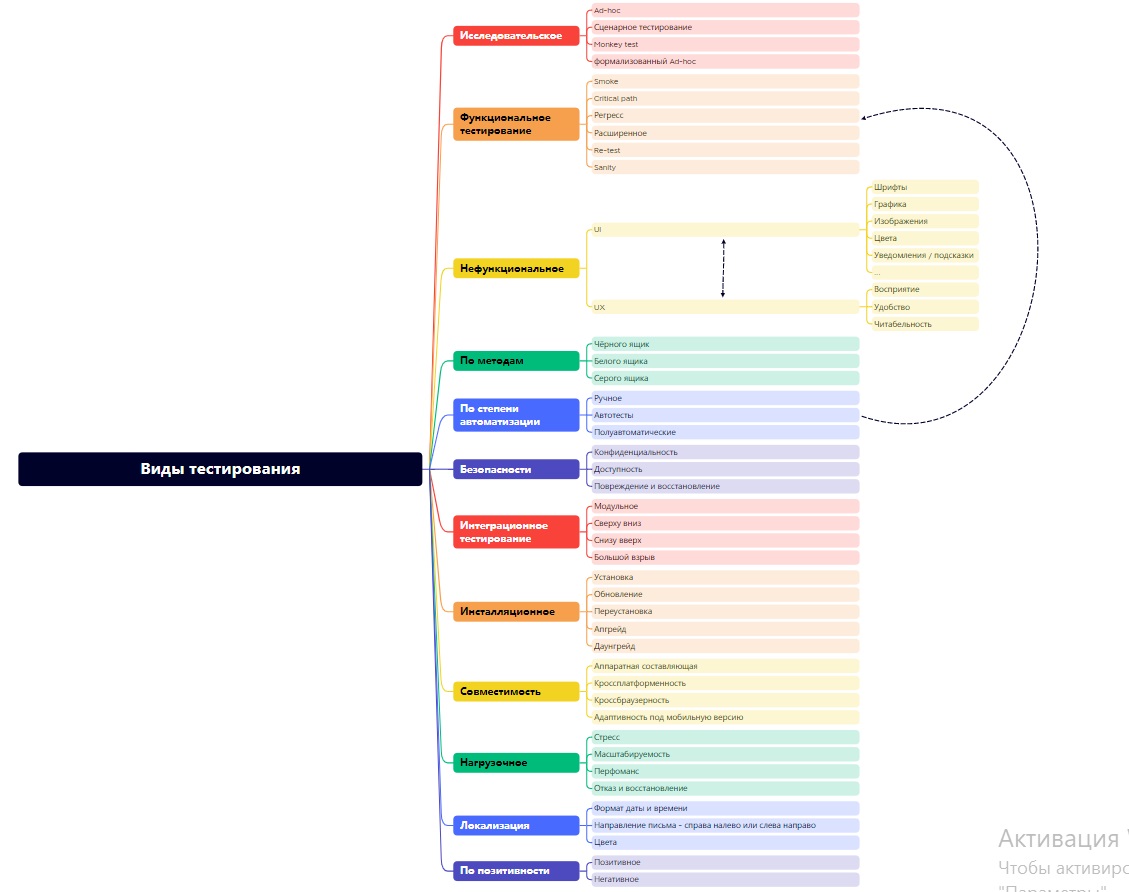 Виды тестирования
Исследовательское
Ad-hoc
Сценарное тестирование
Monkey test
формализованный Ad-hoc
Функциональное
тестирование
Smoke
Critical path
Регресс
Расширенное
Re-test
Sanity
Нефункциональное
UI
Шрифты
Графика
Изображения
Цвета
Уведомления / подсказки
...
UX
Восприятие
Удобство
Читабельность
По методам
Чёрного ящик
Белого ящика
Серого ящика
По степени
автоматизации
Ручное
Автотесты
Полуавтоматические
Безопасности
Конфиденциальность
Доступность
Повреждение и восстановление
Интеграционное
тестирование
Модульное
Сверху вниз
Снизу вверх
Большой взрыв
Инсталляционное
Установка
Обновление
Переустановка
Апгрейд
Даунгрейд
Совместимость
Аппаратная составляющая
Кроссплатформенность
Кроссбраузерность
Адаптивность под мобильную версию
Нагрузочное
Стресс
Масштабируемость
Перфоманс
Отказ и восстановление
Локализация
Формат даты и времени
Направление письма - справа налево или слева направо
Цвета
По позитивности
Позитивное
Негативное
Активация
Чтобы активиро
"Параметры"